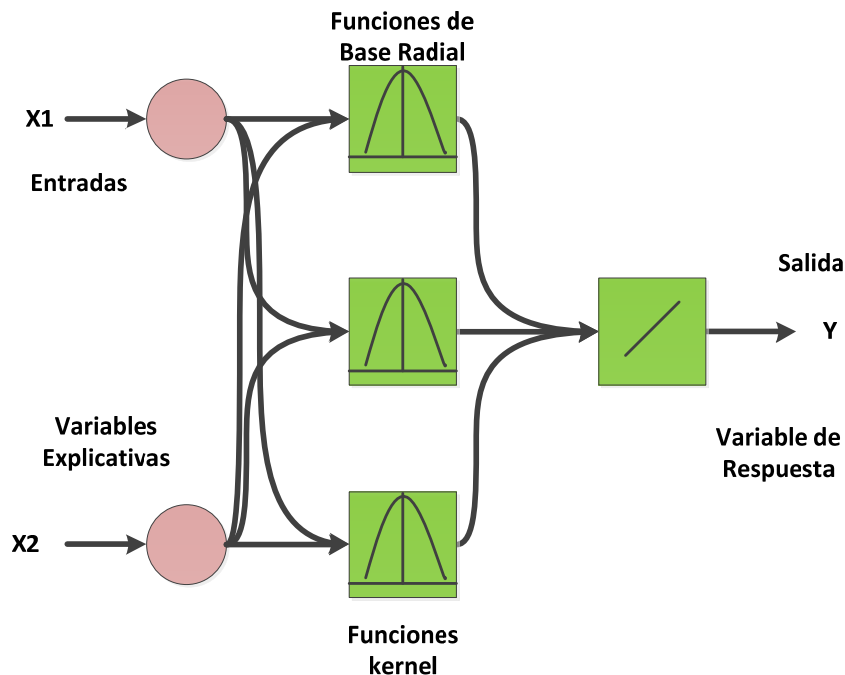 Funciones de
Base Radial
X1
Entradas
Salida
Y
Variables
Explicativas
Variable de
Respuesta
X2
Funciones
kernel